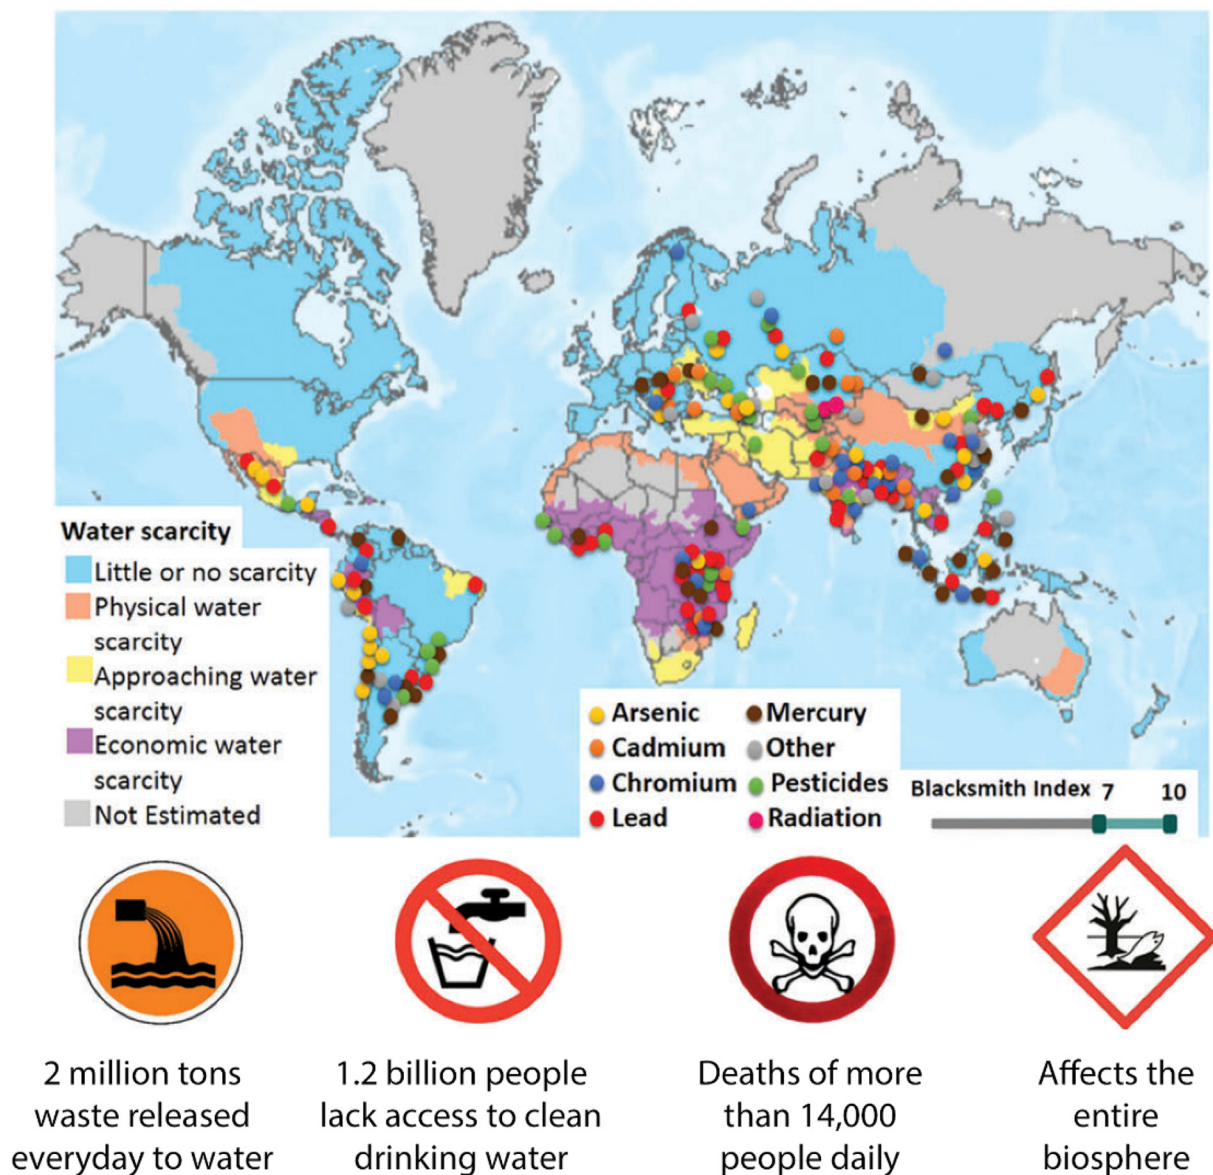 Water scarcity
Little or no scarcity
Physical water
scarcity
Approaching water
scarcity
Economic water
scarcity
Not Estimated
Arsenic
Cadmium
Chromium
Lead
Mercury
Other
Pesticides
Radiation
Blacksmith Index 7 10
2 million tons
waste released
everyday to water
1.2 billion people
lack access to clean
drinking water
Deaths of more
than 14,000
people daily
Affects the
entire
biosphere